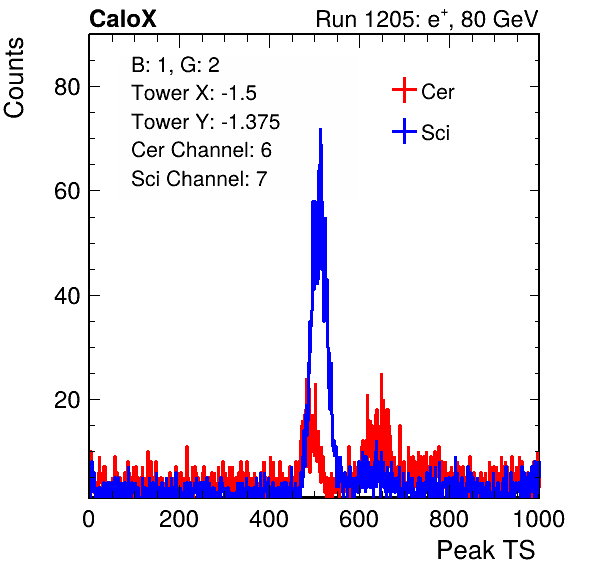 CaloX Run 1205: e⁺, 80 GeV
Counts
B: 1, G: 2
Tower X: -1.5
Tower Y: -1.375
Cer Channel: 6
Sci Channel: 7
Cer
Sci
80
60
40
20
0 200 400 600 800 1000
Peak TS